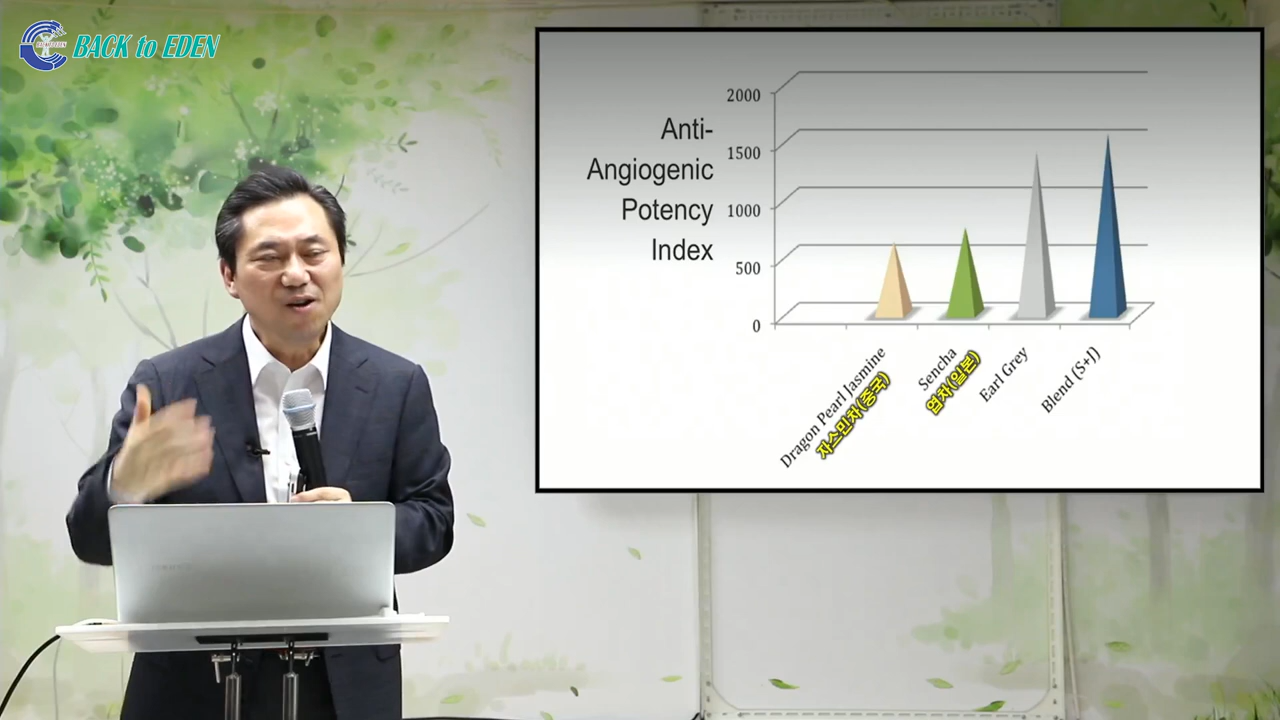 BACK to EDEN
Anti-
Angiogenic
Potency
Index
2000
1500
1000
500
0
Dragon Pearl Jasmine
자스민차(중국)
Sencha
엽차(일본)
Earl Grey
Blend (S+J)